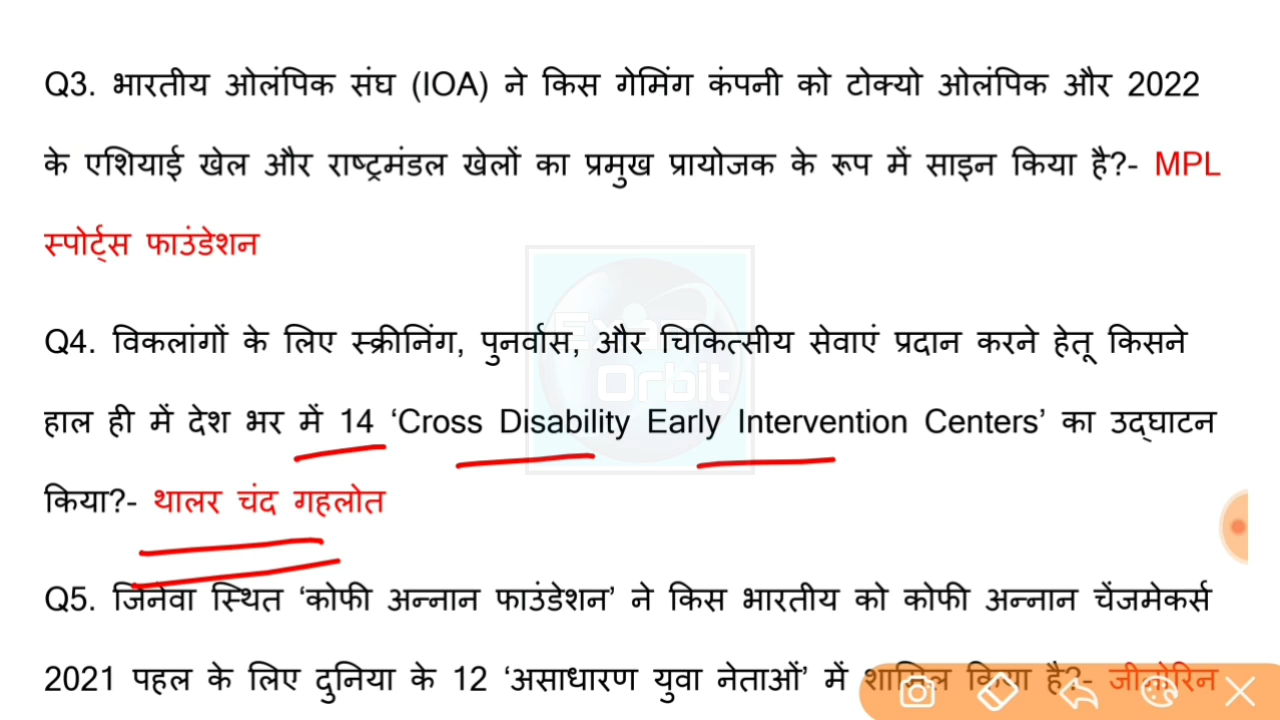 Q3. भारतीय ओलंपिक संघ (IOA) ने किस गेमिंग कंपनी को टोक्यो ओलंपिक और 2022
के एशियाई खेल और राष्ट्रमंडल खेलों का प्रमुख प्रायोजक के रूप में साइन किया है?- MPL
स्पोर्ट्स फाउंडेशन
Exam
Orbit
Q4. विकलांगों के लिए स्क्रीनिंग, पुनर्वास, और चिकित्सीय सेवाएं प्रदान करने हेतू किसने
हाल ही में देश भर में 14 ‘Cross Disability Early Intervention Centers’ का उद्घाटन
किया?- थालर चंद गहलोत
Q5. जिनेवा स्थित ‘कोफी अन्नान फाउंडेशन’ ने किस भारतीय को कोफी अन्नान चेंजमेकर्स
2021 पहल के लिए दुनिया के 12 ‘असाधारण युवा नेताओं’ में शामिल किया है?-